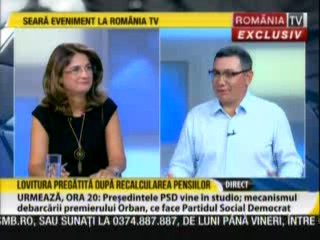 SEARĂ EVENIMENT LA ROMÂNIA TV
ROMÂNIA TV
EXCLUSIV
LOVITURA PREGĂTITĂ DUPĂ RECALCULAREA PENSIILOR
DIRECT
URMEAZĂ, ORA 20: Preşedintele PSD vine în studio; mecanismul
debarcării premierului Orban, ce face Partidul Social Democrat
SMB.RO, SAU SUNAŢI LA 0374.887.887, DE LUNI PÂNĂ VINERI, ÎNTRE